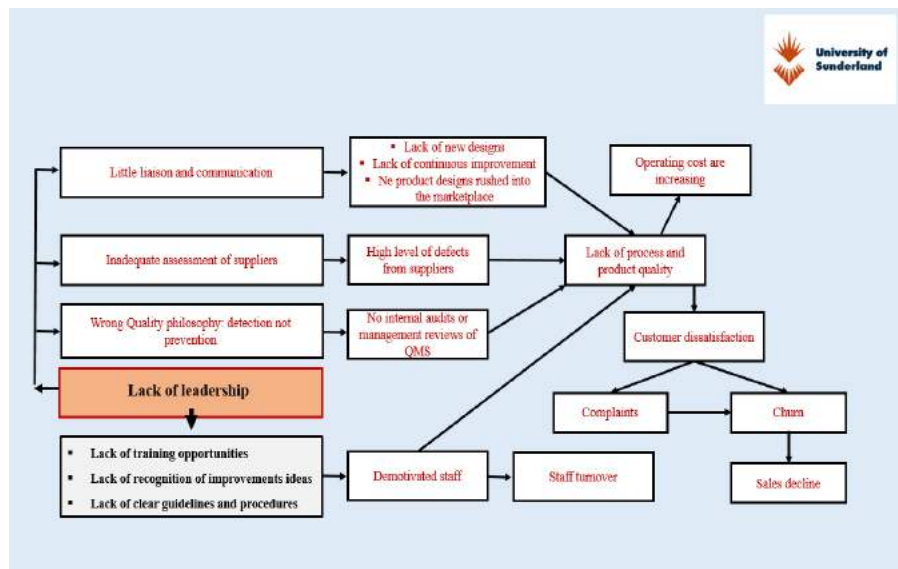 University of
Sunderland
Little liaison and communication
▪ Lack of new designs
▪ Lack of continuous improvement
▪ Ne product designs rushed into
the marketplace
Operating cost are
increasing
Inadequate assessment of suppliers
High level of defects
from suppliers
Lack of process and
product quality
Wrong Quality philosophy: detection not
prevention
No internal audits or
management reviews of
QMS
Customer dissatisfaction
Lack of leadership
Complaints
Churn
▪ Lack of training opportunities
▪ Lack of recognition of improvements ideas
▪ Lack of clear guidelines and procedures
Demotivated staff
Staff turnover
Sales decline